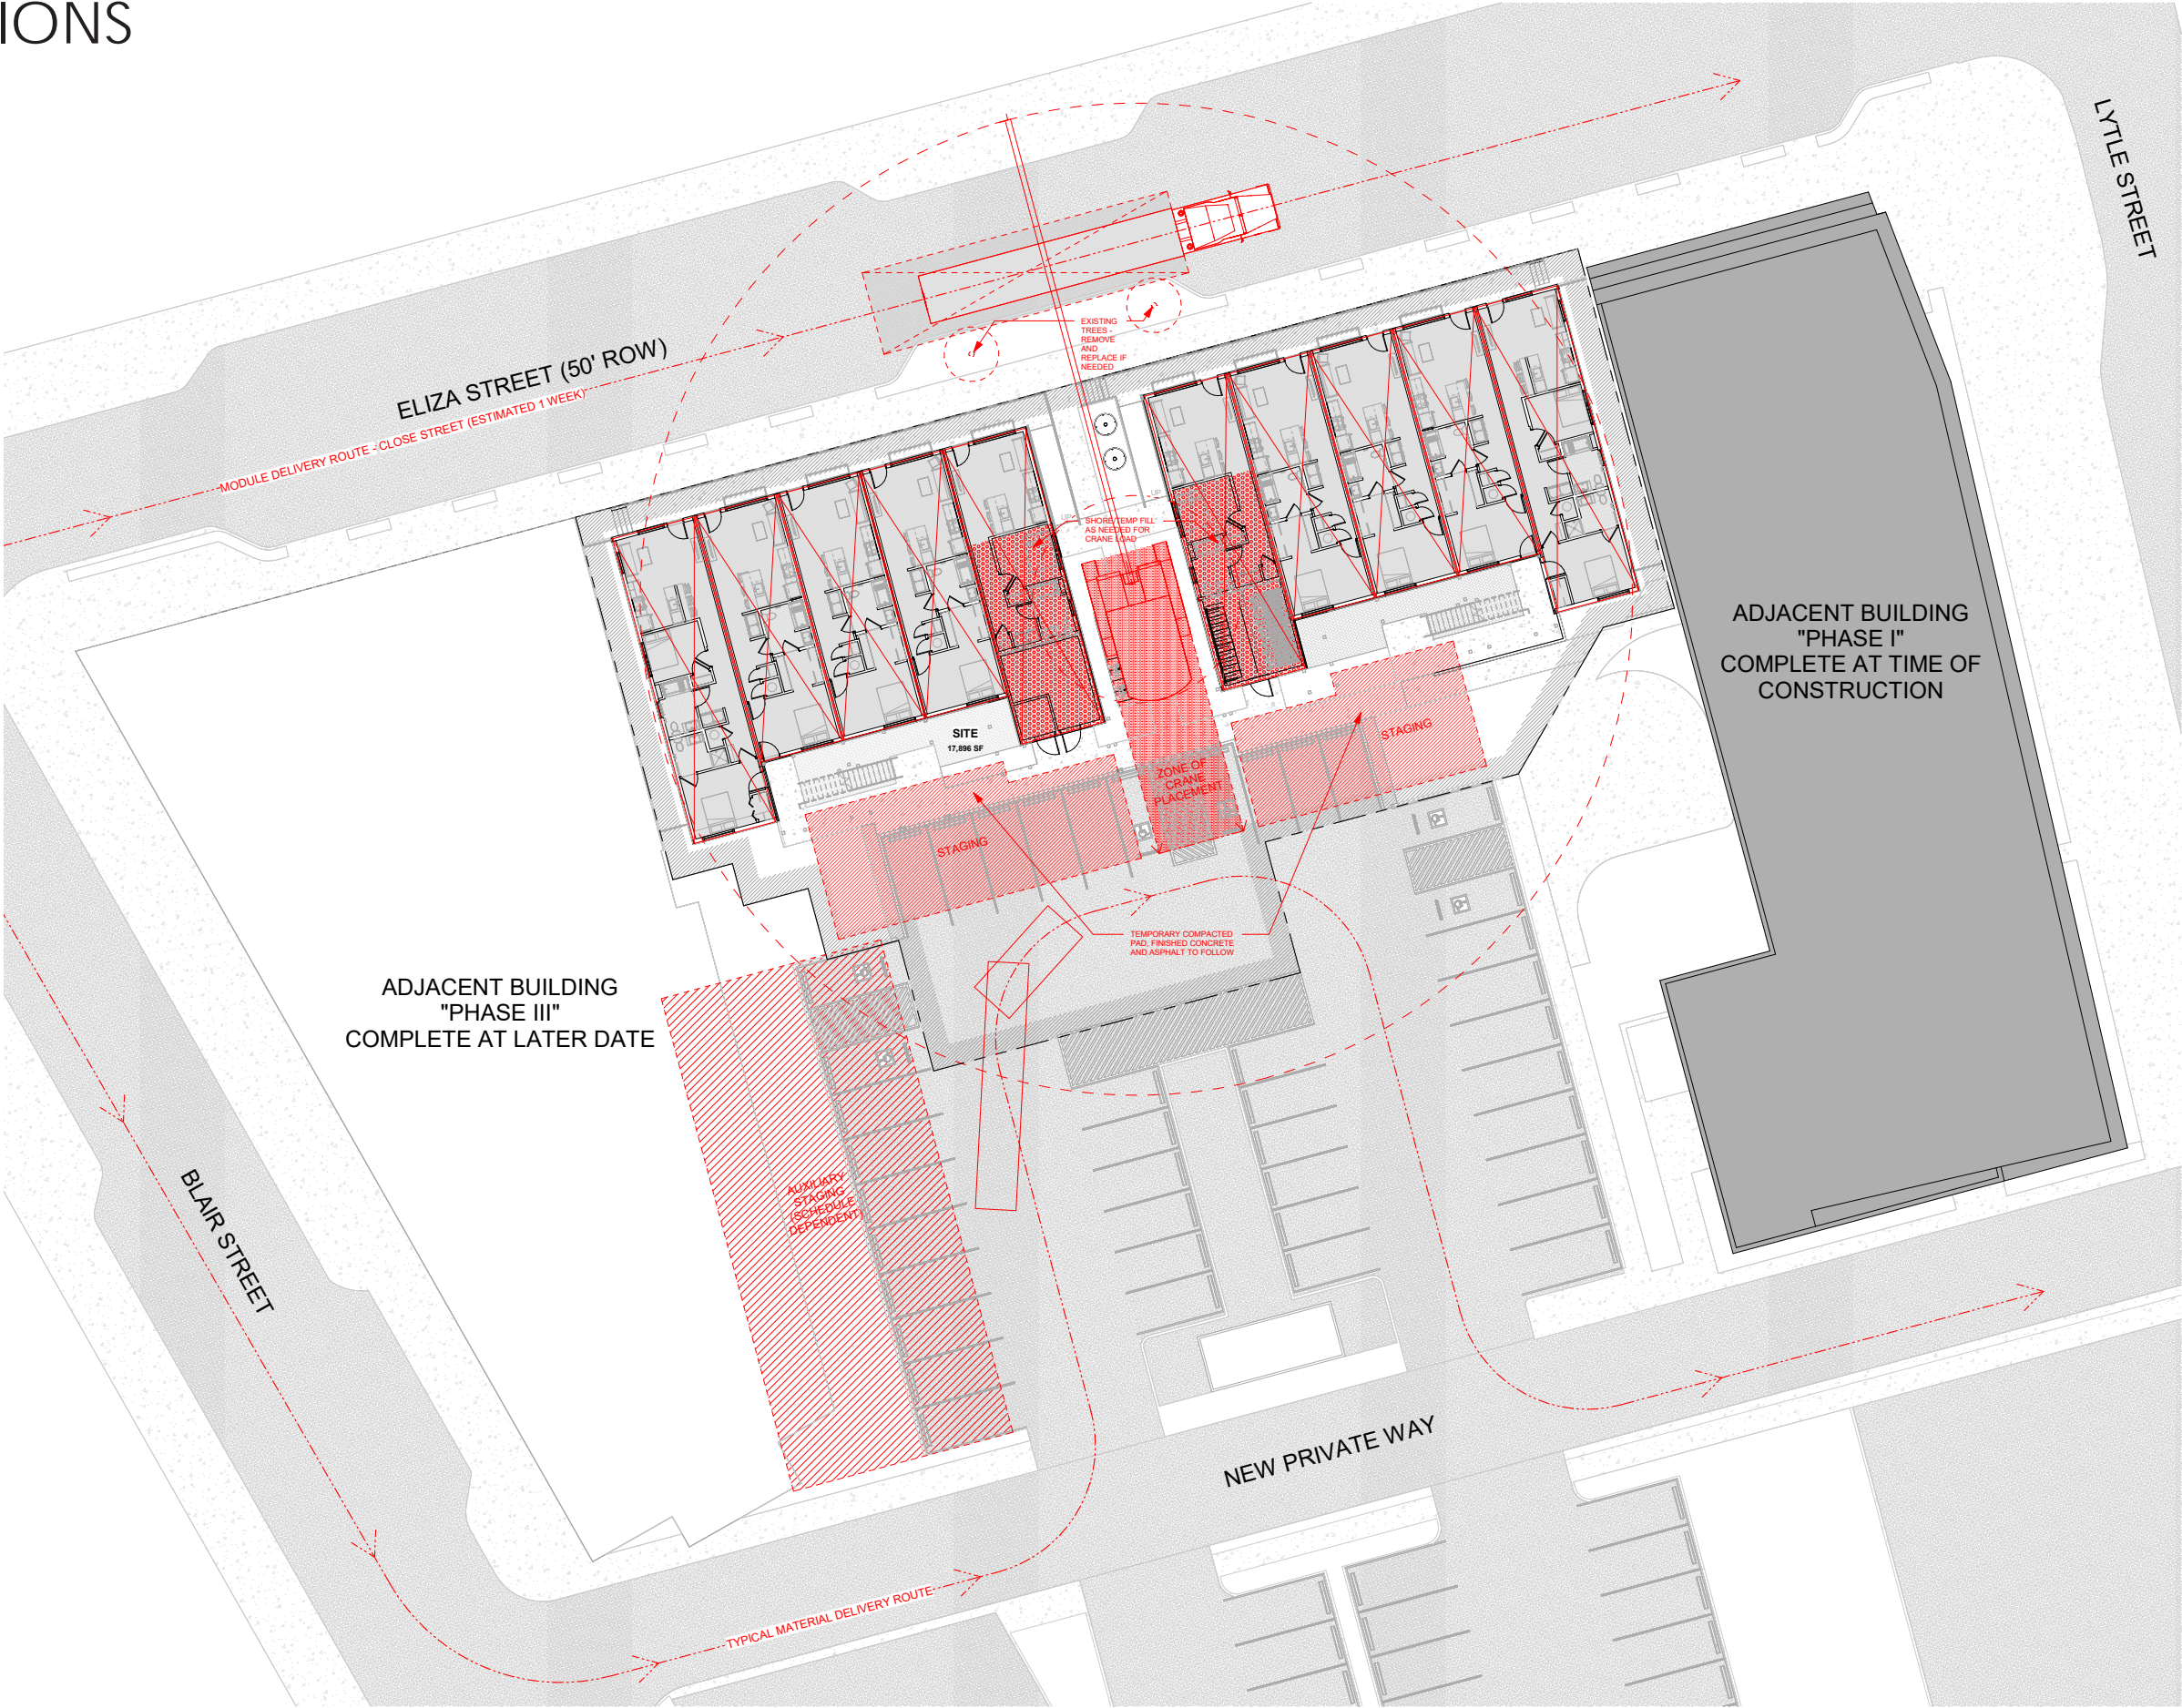 IONS
LYTLE STREET
ELIZA STREET (50' ROW)
MODULE DELIVERY ROUTE - CLOSE STREET (ESTIMATED 1 WEEK)
EXISTING
TREES -
REMOVE
AND
REPLACE IF
NEEDED
UP
UP
SHORE/TEMP FILL
AS NEEDED FOR
CRANE LOAD
ADJACENT BUILDING
"PHASE I"
COMPLETE AT TIME OF
CONSTRUCTION
SITE
17,896 SF
STAGING
ZONE OF
CRANE
PLACEMENT
STAGING
TEMPORARY COMPACTED
PAD, FINISHED CONCRETE
AND ASPHALT TO FOLLOW
ADJACENT BUILDING
"PHASE III"
COMPLETE AT LATER DATE
AUXILIARY
STAGING
(SCHEDULE
DEPENDENT)
BLAIR STREET
NEW PRIVATE WAY
TYPICAL MATERIAL DELIVERY ROUTE